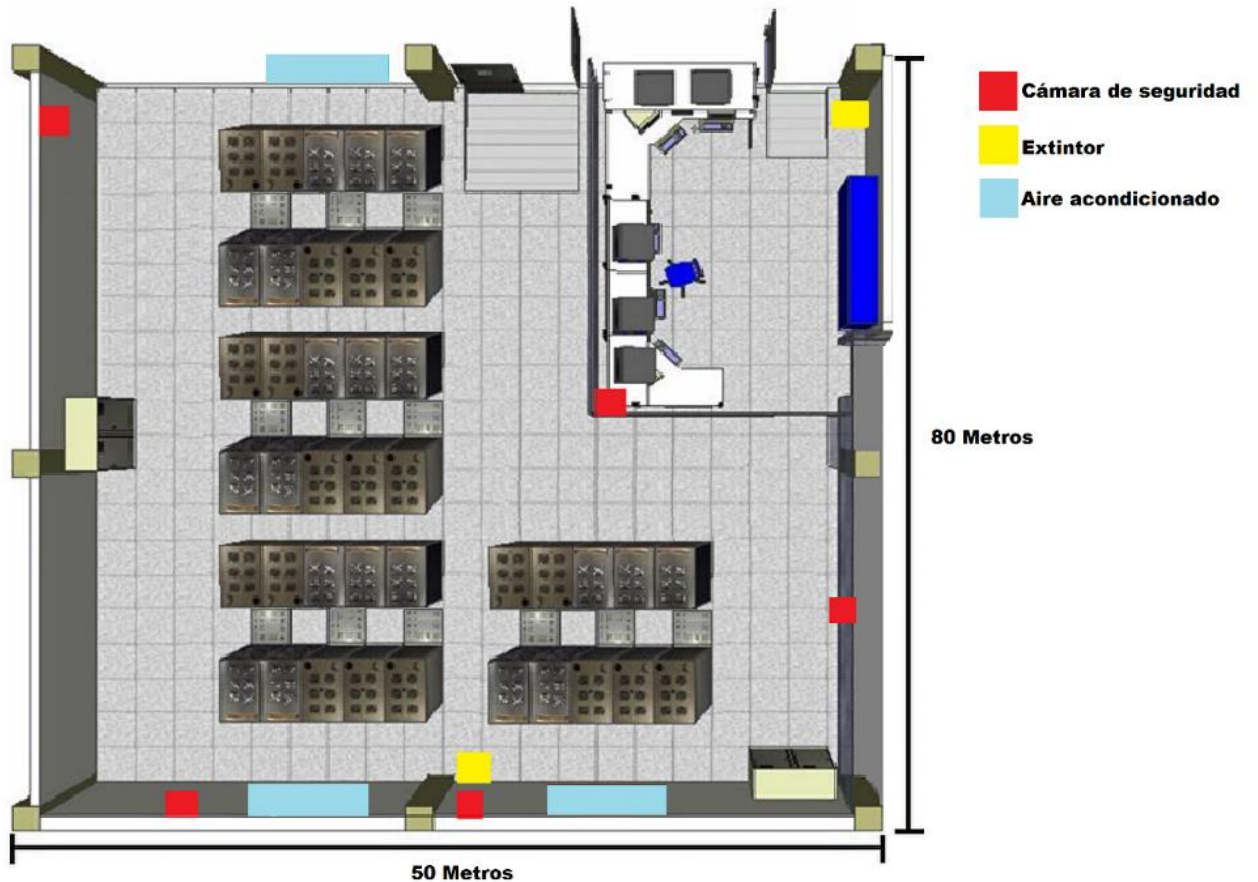 Cámara de seguridad
Extintor
Aire acondicionado
80 Metros
50 Metros